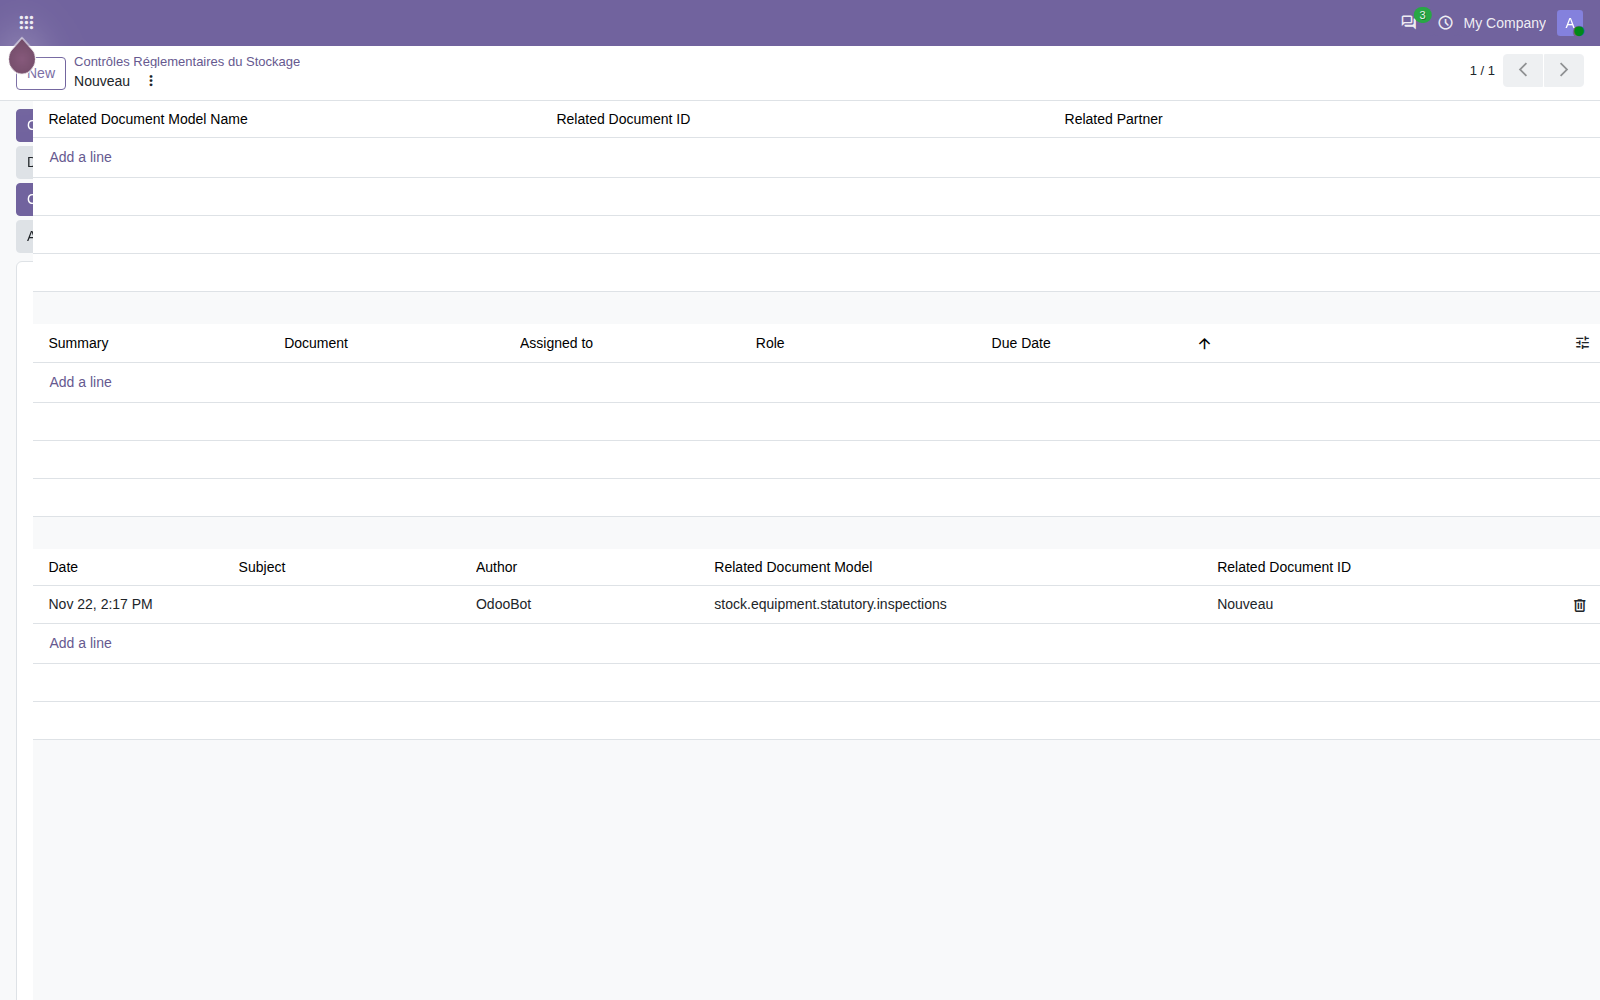 3
My Company
A
New
Contrôles Réglementaires du Stockage
Nouveau
1 / 1
Related Document Model Name Related Document ID Related Partner
Add a line
Summary Document Assigned to Role Due Date
Add a line
Date Subject Author Related Document Model Related Document ID
Nov 22, 2:17 PM OdooBot stock.equipment.statutory.inspections Nouveau
Add a line